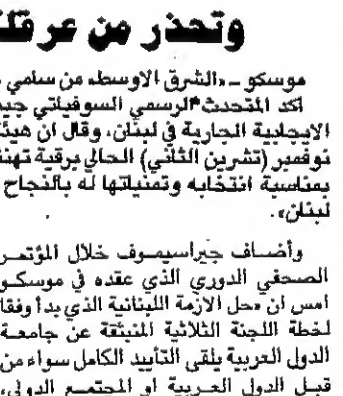 وتحذر من عرقلة
موسكو ـ «الشرق الاوسط» من سامي
اكد المتحدث الرسمي السوفياتي
الايجابية الجارية في لبنان، وقال ان هيئة
نوفمبر (تشرين الثاني) الحالي برقية تهنئة
بمناسبة انتخابه وتمنياتها له بالنجاح
لبنان».
وأضاف جيراسيموف خلال المؤتمر
الصحفي الدوري الذي عقده في موسكو
امس ان «حل الازمة اللبنانية الذي بدأ وفقا
لخطة اللجنة الثلاثية المنبثقة عن جامعة
الدول العربية يلقى التأييد الكامل سواء من
قبل الدول العربية او المجتمع الدولي،